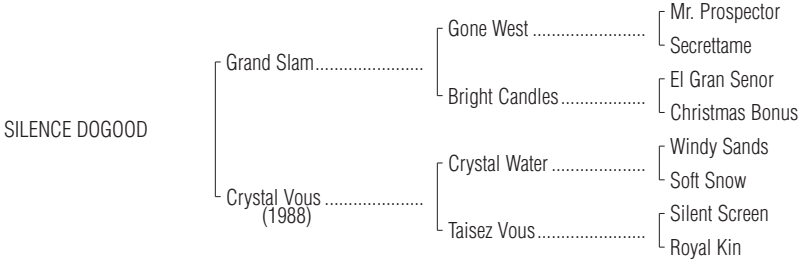 Mr. Prospector
Gone West ............................
Secrettame
Grand Slam...........................
El Gran Senor
Bright Candles.....................
Christmas Bonus
SILENCE DOGOOD
Windy Sands
Crystal Water .......................
Soft Snow
Crystal Vous .........................
(1988)
Silent Screen
Taisez Vous...........................
Royal Kin